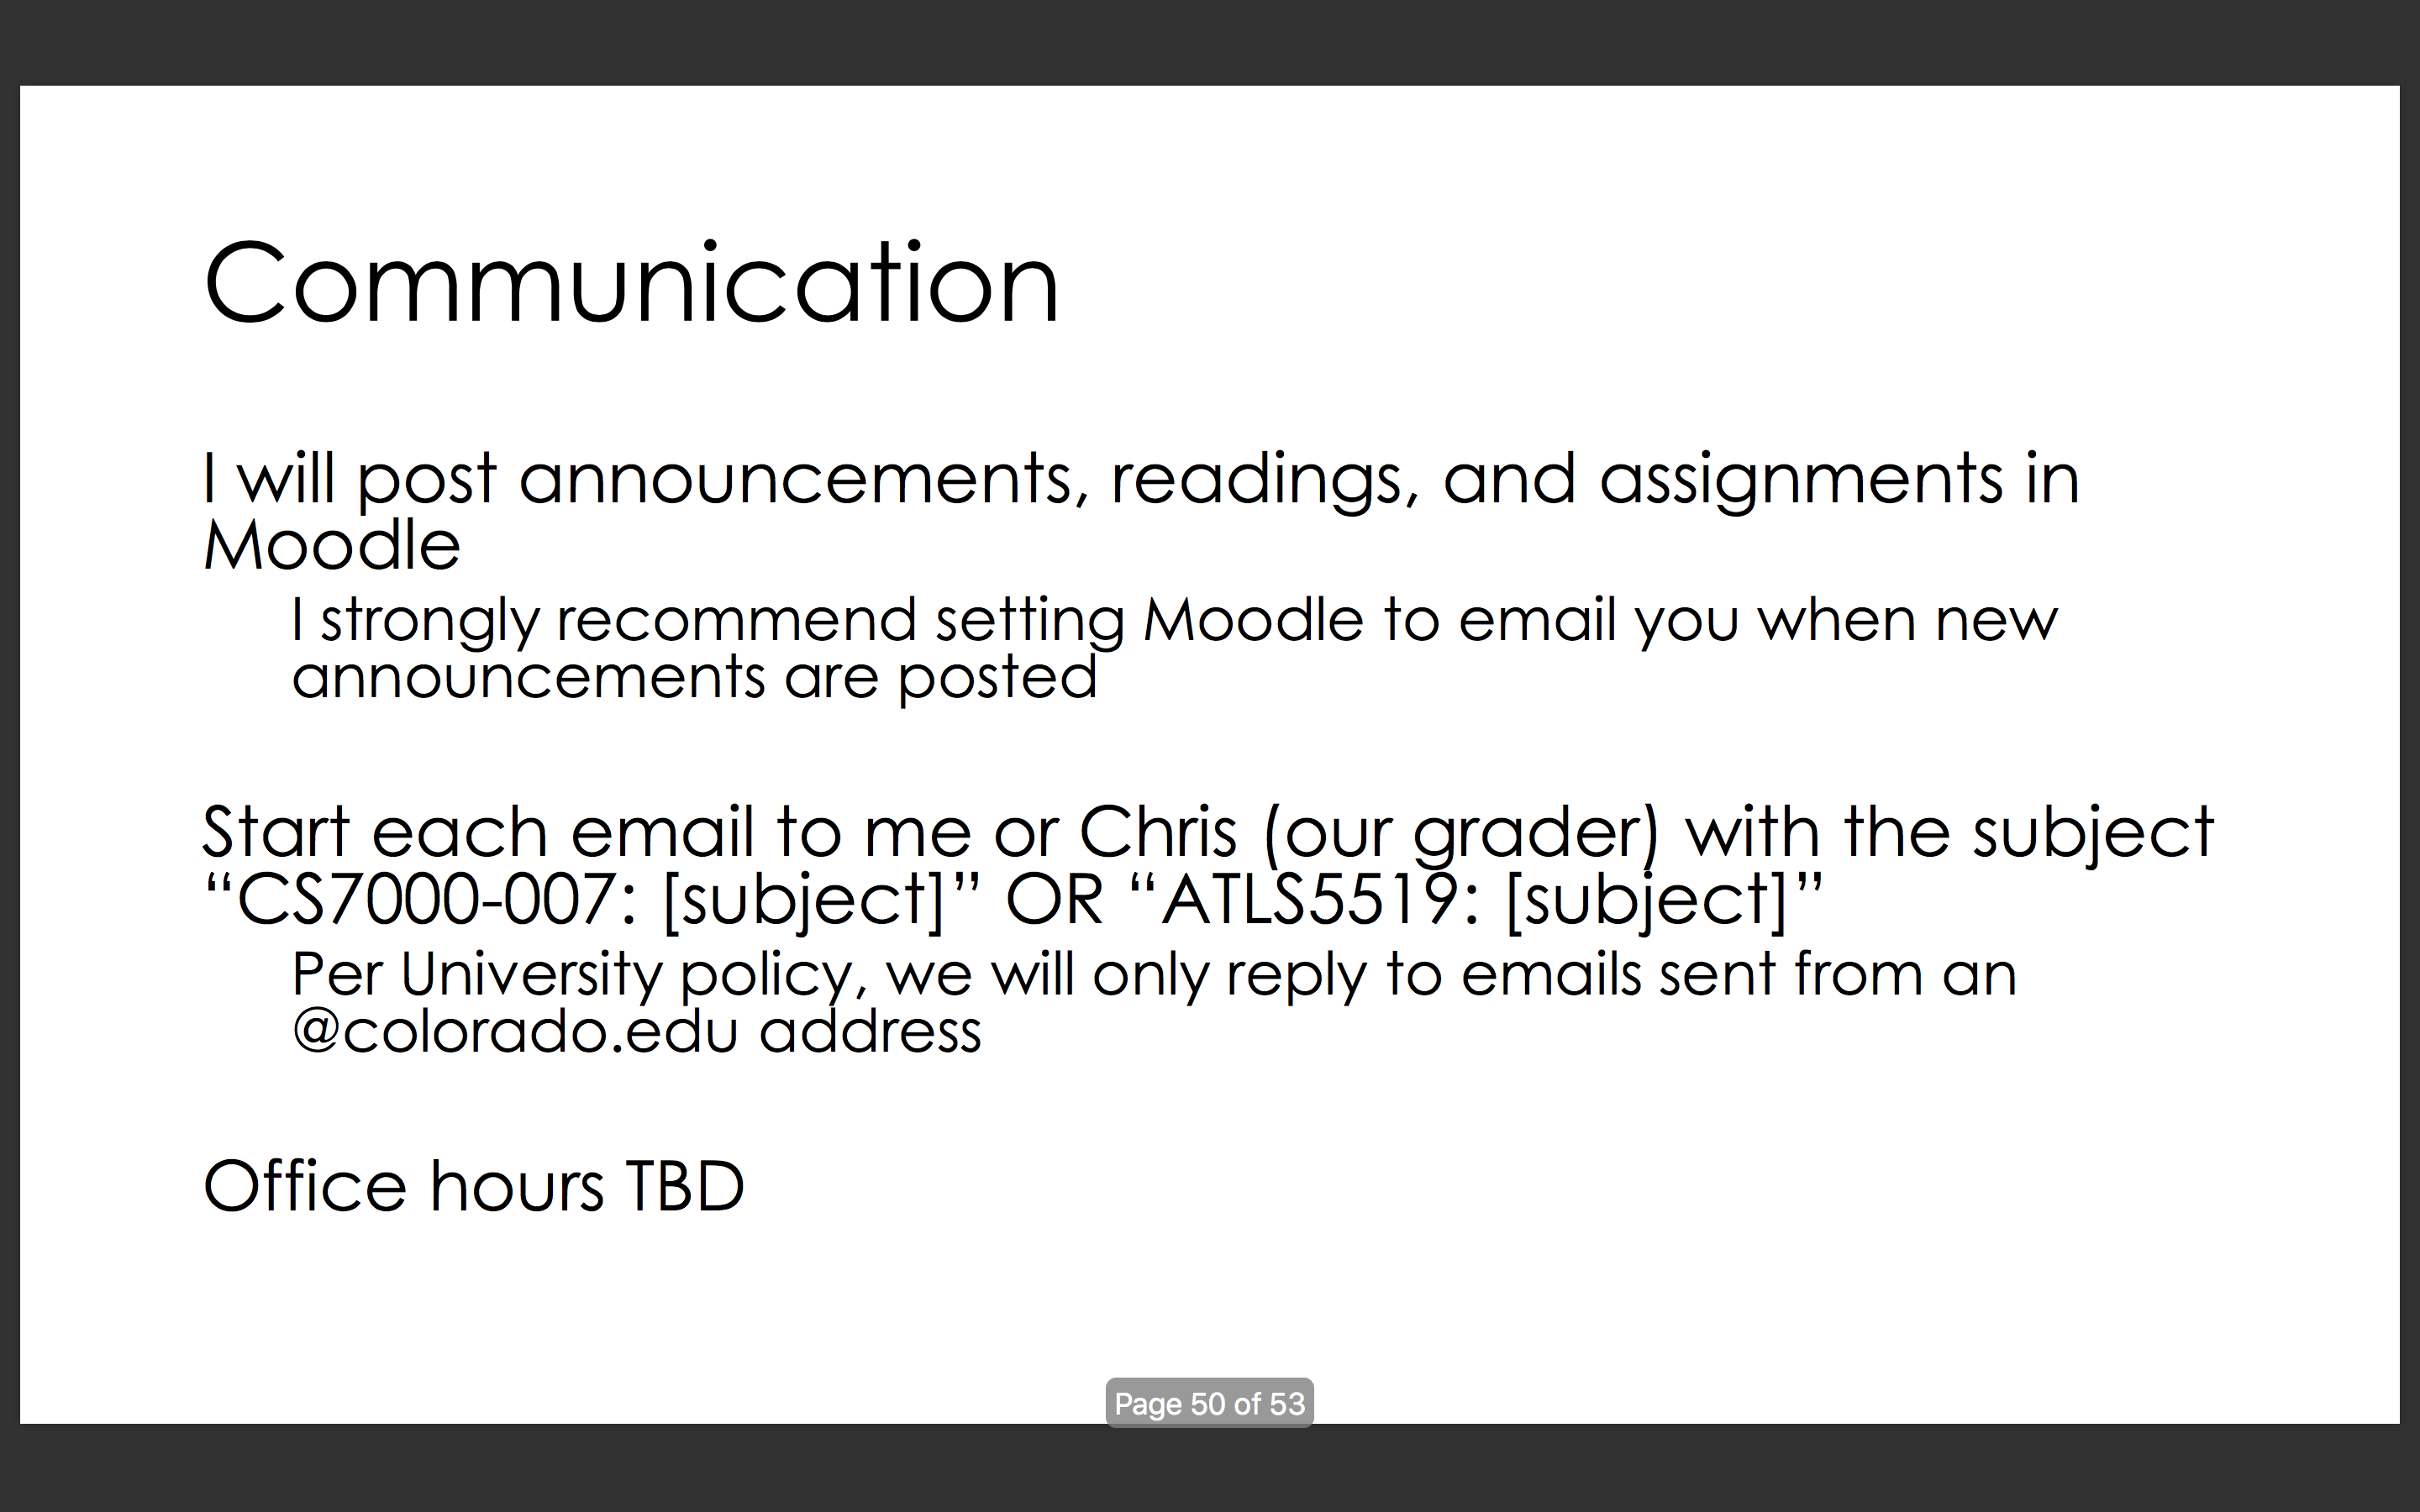 Communication
I will post announcements, readings, and assignments in
Moodle
I strongly recommend setting Moodle to email you when new
announcements are posted
Start each email to me or Chris (our grader) with the subject
“CS7000-007: [subject]” OR “ATLS5519: [subject]”
Per University policy, we will only reply to emails sent from an
@colorado.edu address
Office hours TBD
Page 50 of 53